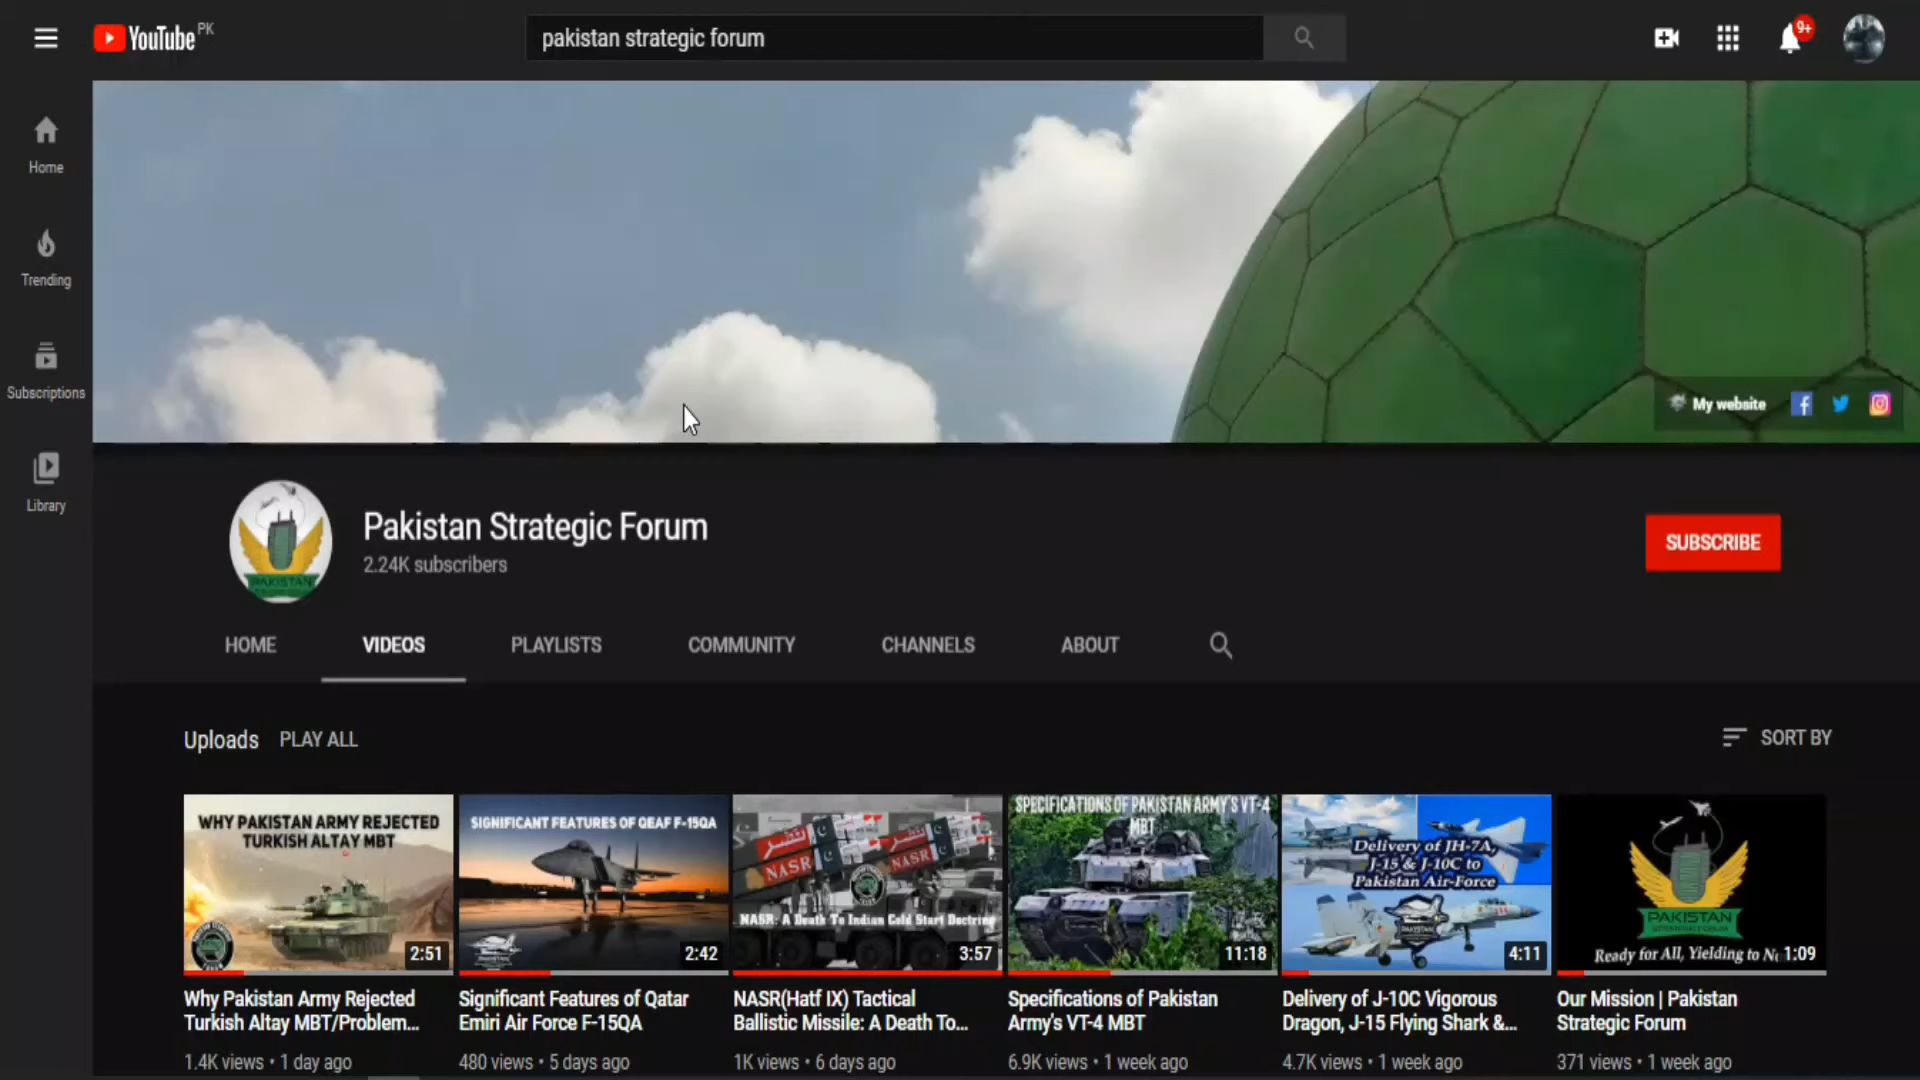 YouTube PK
pakistan strategic forum
9+
Home
Trending
Subscriptions
Library
My website
PAKISTAN
Pakistan Strategic Forum
2.24K subscribers
SUBSCRIBE
HOME
VIDEOS
PLAYLISTS
COMMUNITY
CHANNELS
ABOUT
Uploads
PLAY ALL
SORT BY
WHY PAKISTAN ARMY REJECTED
TURKISH ALTAY MBT
2:51
Why Pakistan Army Rejected
Turkish Altay MBT/Problem...
1.4K views • 1 day ago
SIGNIFICANT FEATURES OF QEAF F-15QA
2:42
Significant Features of Qatar
Emiri Air Force F-15QA
480 views • 5 days ago
NASR
NASR
NASR: A Death To Indian Cold Start Doctrine
3:57
NASR(Hatf IX) Tactical
Ballistic Missile: A Death To...
1K views • 6 days ago
SPECIFICATIONS OF PAKISTAN ARMY'S VT-4
MBT
11:18
Specifications of Pakistan
Army's VT-4 MBT
6.9K views • 1 week ago
Delivery of JH-7A,
J-15 & J-10C to
Pakistan Air-Force
4:11
Delivery of J-10C Vigorous
Dragon, J-15 Flying Shark &...
4.7K views • 1 week ago
PAKISTAN
Ready for All, Yielding to N
1:09
Our Mission | Pakistan
Strategic Forum
371 views • 1 week ago